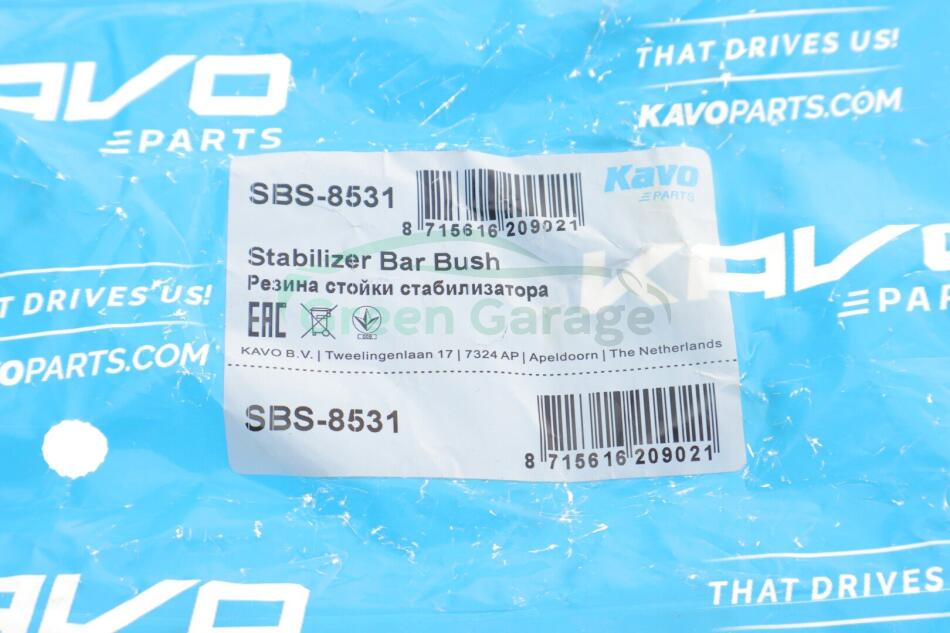 THAT DRIVES US!
KAVOPARTS.COM
KAVO
PARTS
SBS-8531
8 715616 209021
Kavo
PARTS
Stabilizer Bar Bush
Резина стойки стабилизатора
EAC
Green Garage
KAVO B.V. | Tweelingenlaan 17 | 7324 AP | Apeldoorn | The Netherlands
KAVO
PARTS
THAT DRIVES US!
KAVOPARTS.COM
SBS-8531
8 715616 209021
THAT DRIVES
KAVO